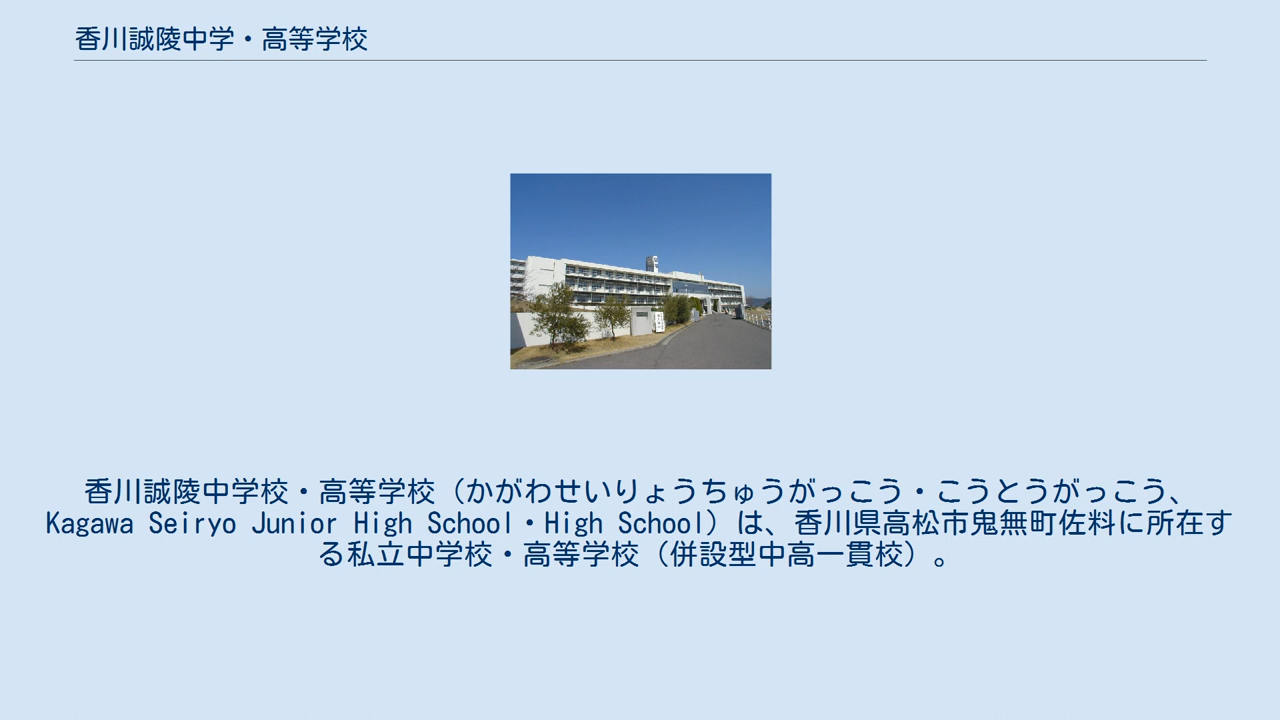 香川誠陵中学・高等学校
香川誠陵中学校・高等学校（かがわせいりょうちゅうがっこう・こうとうがっこう、
Kagawa Seiryo Junior High School・High School）は、香川県高松市鬼無町佐料に所在す
る私立中学校・高等学校（併設型中高一貫校）。